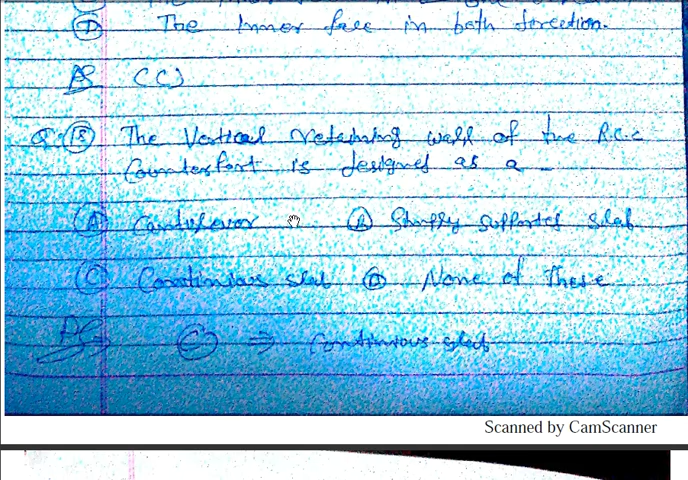 (D) The Inner face in both direction.
AS (C)
Q. (18) The Vertical retaining wall of the R.C.C
Counterfort is designed as a -
(A) Cantilever (B) Simply supported slab
(C) Continuous slab (D) None of These
AS (C) ⇒ Continuous slab
Scanned by CamScanner